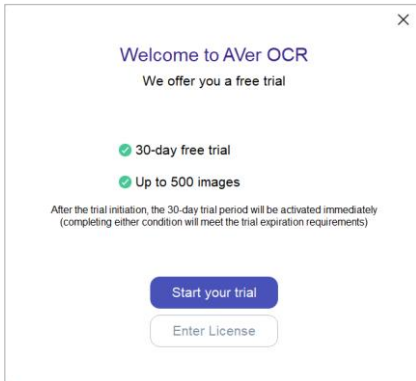 Welcome to AVer OCR
We offer you a free trial
30-day free trial
Up to 500 images
After the trial initiation, the 30-day trial period will be activated immediately
(completing either condition will meet the trial expiration requirements)
Start your trial
Enter License